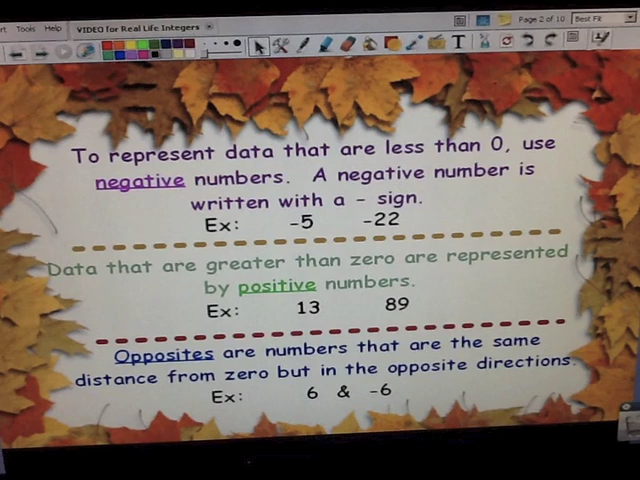 Tools Help VIDEO for Real Life Integers
Page 2 of 10 Best Fit
To represent data that are less than 0, use
negative numbers. A negative number is
written with a - sign.
Ex: -5 -22
Data that are greater than zero are represented
by positive numbers.
Ex: 13 89
Opposites are numbers that are the same
distance from zero but in the opposite directions.
Ex: 6 & -6